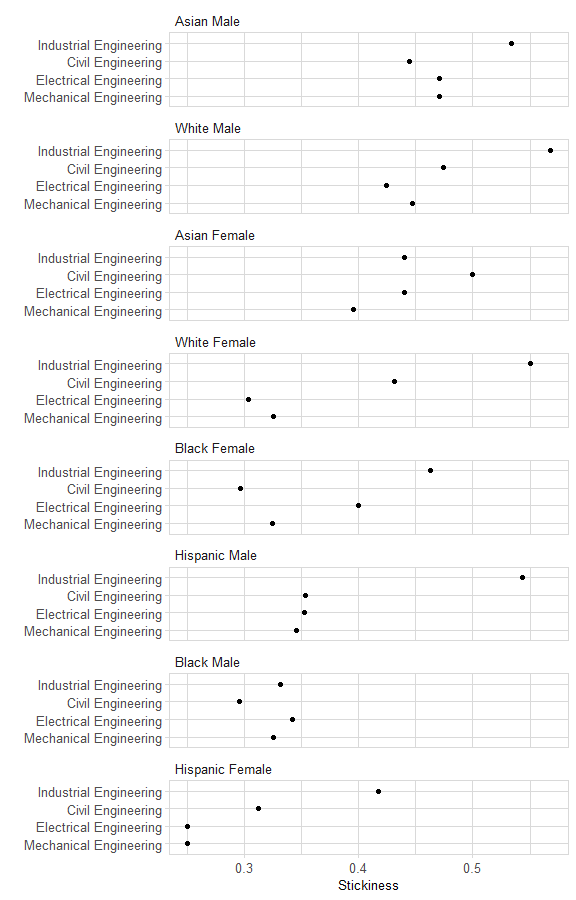 Asian Male
Industrial Engineering
Civil Engineering
Electrical Engineering
Mechanical Engineering
White Male
Industrial Engineering
Civil Engineering
Electrical Engineering
Mechanical Engineering
Asian Female
Industrial Engineering
Civil Engineering
Electrical Engineering
Mechanical Engineering
White Female
Industrial Engineering
Civil Engineering
Electrical Engineering
Mechanical Engineering
Black Female
Industrial Engineering
Civil Engineering
Electrical Engineering
Mechanical Engineering
Hispanic Male
Industrial Engineering
Civil Engineering
Electrical Engineering
Mechanical Engineering
Black Male
Industrial Engineering
Civil Engineering
Electrical Engineering
Mechanical Engineering
Hispanic Female
Industrial Engineering
Civil Engineering
Electrical Engineering
Mechanical Engineering
0.3 0.4 0.5
Stickiness